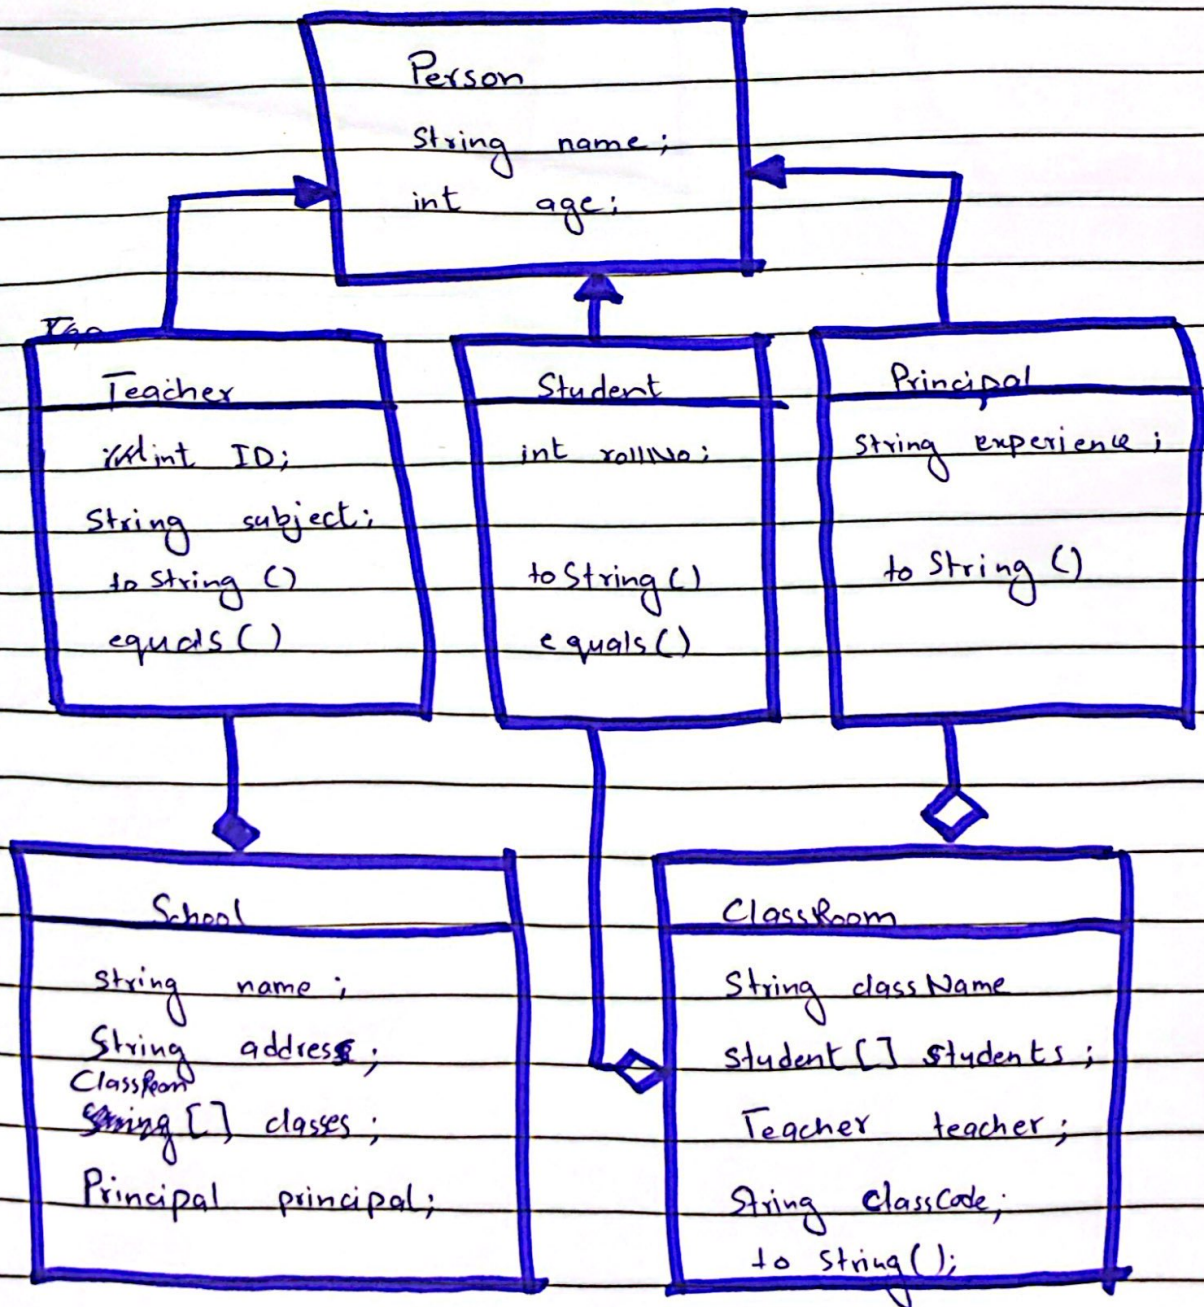 Person
String name;
int age;
Teacher
int ID;
String subject;
to String ()
equals ()
Student
int rollNo;
toString()
equals()
Principal
String experience;
to String ()
School
String name;
String address;
ClassRoom
[] classes;
Principal principal;
ClassRoom
String className
Student[] students;
Teacher teacher;
String classCode;
to String();